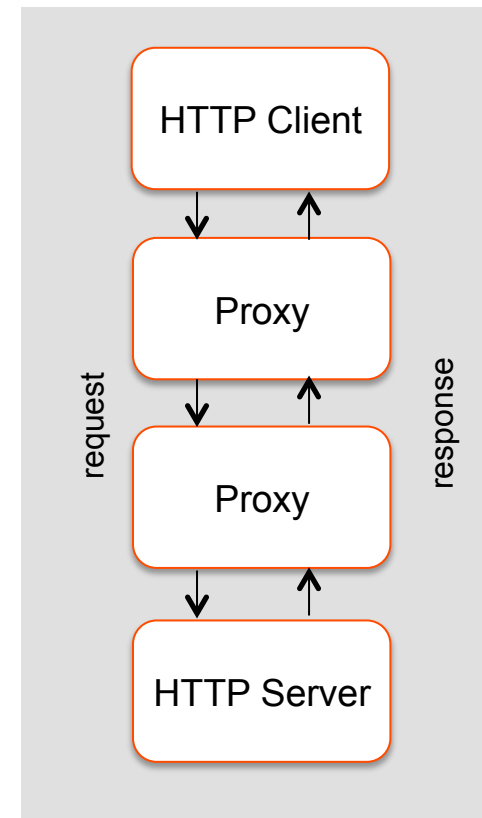 HTTP Client
Proxy
request
response
Proxy
HTTP Server